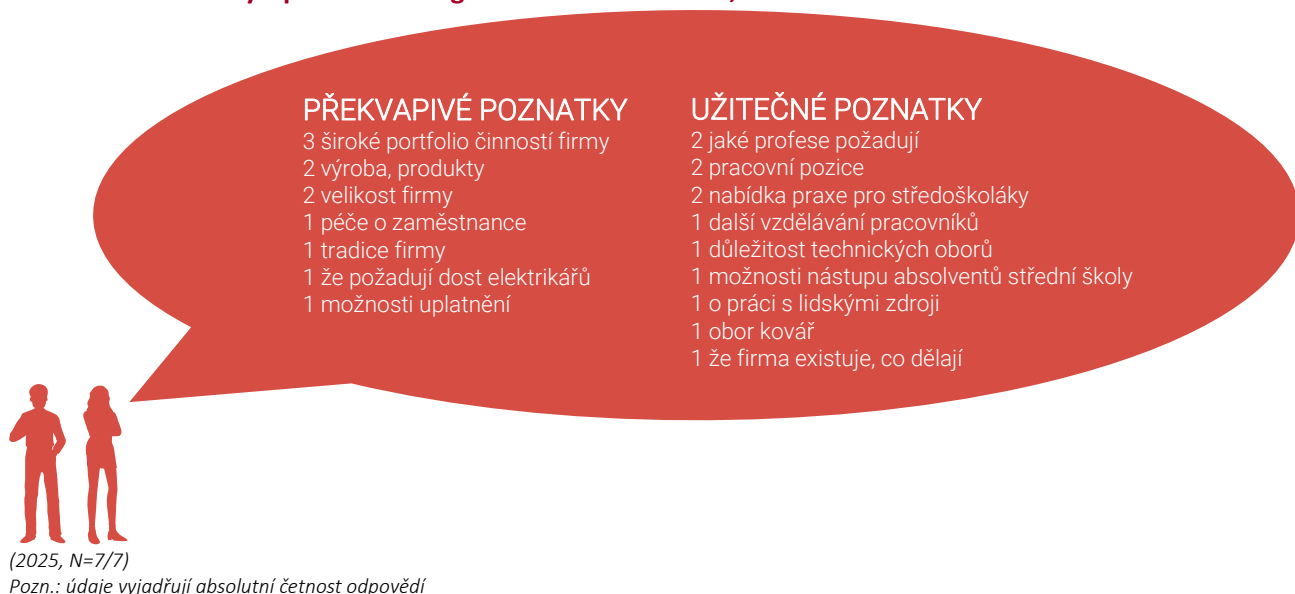 PŘEKVAPIVÉ POZNATKY
3 široké portfolio činností firmy
2 výroba, produkty
2 velikost firmy
1 péče o zaměstnance
1 tradice firmy
1 že požadují dost elektrikářů
1 možnosti uplatnění
UŽITEČNÉ POZNATKY
2 jaké profese požadují
2 pracovní pozice
2 nabídka praxe pro středoškoláky
1 další vzdělávání pracovníků
1 důležitost technických oborů
1 možnosti nástupu absolventů střední školy
1 o práci s lidskými zdroji
1 obor kovář
1 že firma existuje, co dělají
(2025, N=7/7)
Pozn.: údaje vyjadřují absolutní četnost odpovědí